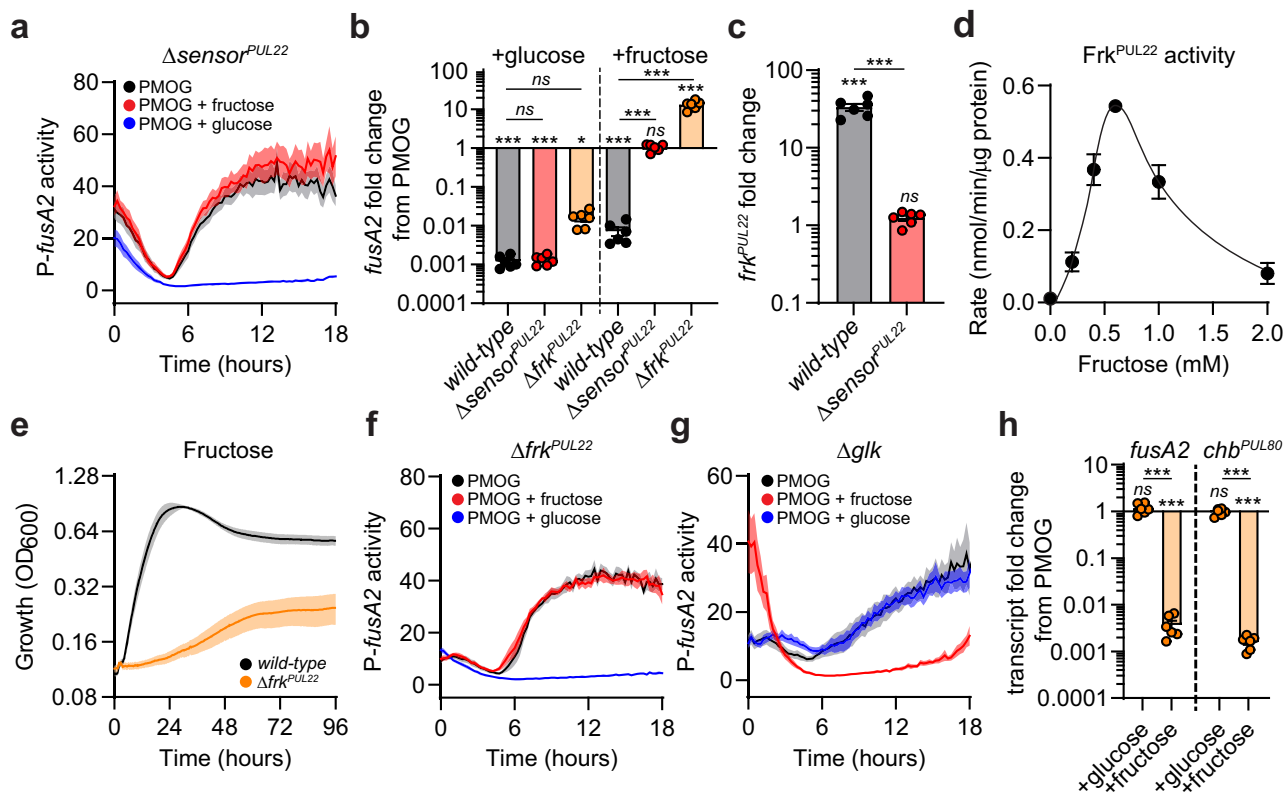 a
ΔsensorPUL22
PMOG
PMOG + fructose
PMOG + glucose
P-fusA2 activity
80
60
40
20
0
0 6 12 18
Time (hours)
b
+glucose +fructose
fusA2 fold change
from PMOG
100
10
1
0.1
0.01
0.001
0.0001
ns
ns
*** *** *
***
***
*** ns ***
wild-type
ΔsensorPUL22
ΔfrkPUL22
wild-type
ΔsensorPUL22
ΔfrkPUL22
c
frkPUL22 fold change
100
10
1
0.1
***
***
ns
wild-type
ΔsensorPUL22
d
FrkPUL22 activity
Rate (nmol/min/µg protein)
0.6
0.4
0.2
0.0
0.0 0.5 1.0 1.5 2.0
Fructose (mM)
e
Fructose
Growth (OD600)
1.28
0.64
0.32
0.16
0.08
wild-type
ΔfrkPUL22
0 24 48 72 96
Time (hours)
f
ΔfrkPUL22
PMOG
PMOG + fructose
PMOG + glucose
P-fusA2 activity
80
60
40
20
0
0 6 12 18
Time (hours)
g
Δglk
PMOG
PMOG + fructose
PMOG + glucose
P-fusA2 activity
60
40
20
0
0 6 12 18
Time (hours)
h
fusA2 chbPUL80
transcript fold change
from PMOG
10
1
0.1
0.01
0.001
0.0001
*** ***
ns *** ns ***
+glucose
+fructose
+glucose
+fructose